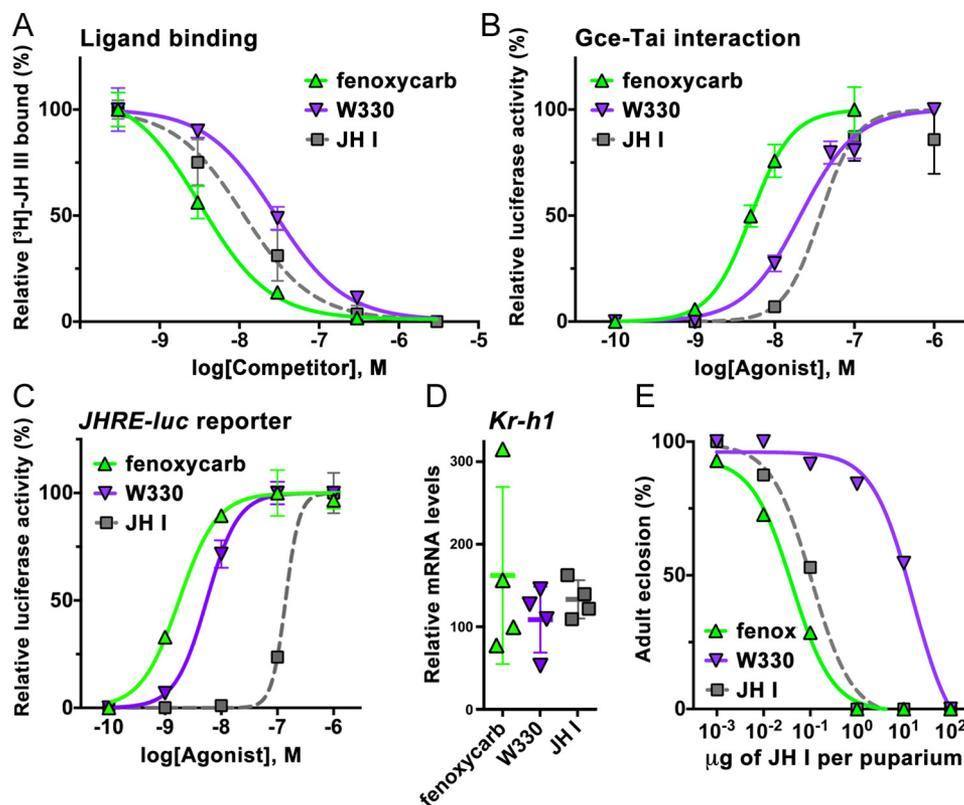 A
Ligand binding
Relative [³H]-JH III bound (%)
100
50
0
fenoxycarb
W330
JH I
-9
-8
-7
-6
-5
log[Competitor], M
B
Gce-Tai interaction
Relative luciferase activity (%)
100
50
0
fenoxycarb
W330
JH I
-10
-9
-8
-7
-6
log[Agonist], M
C
JHRE-luc reporter
Relative luciferase activity (%)
100
50
0
fenoxycarb
W330
JH I
-10
-9
-8
-7
-6
log[Agonist], M
D
Kr-h1
Relative mRNA levels
300
200
100
0
fenoxycarb
W330
JH I
E
Adult eclosion (%)
100
50
0
fenox
W330
JH I
10⁻³
10⁻²
10⁻¹
10⁰
10¹
10²
μg of JH I per puparium